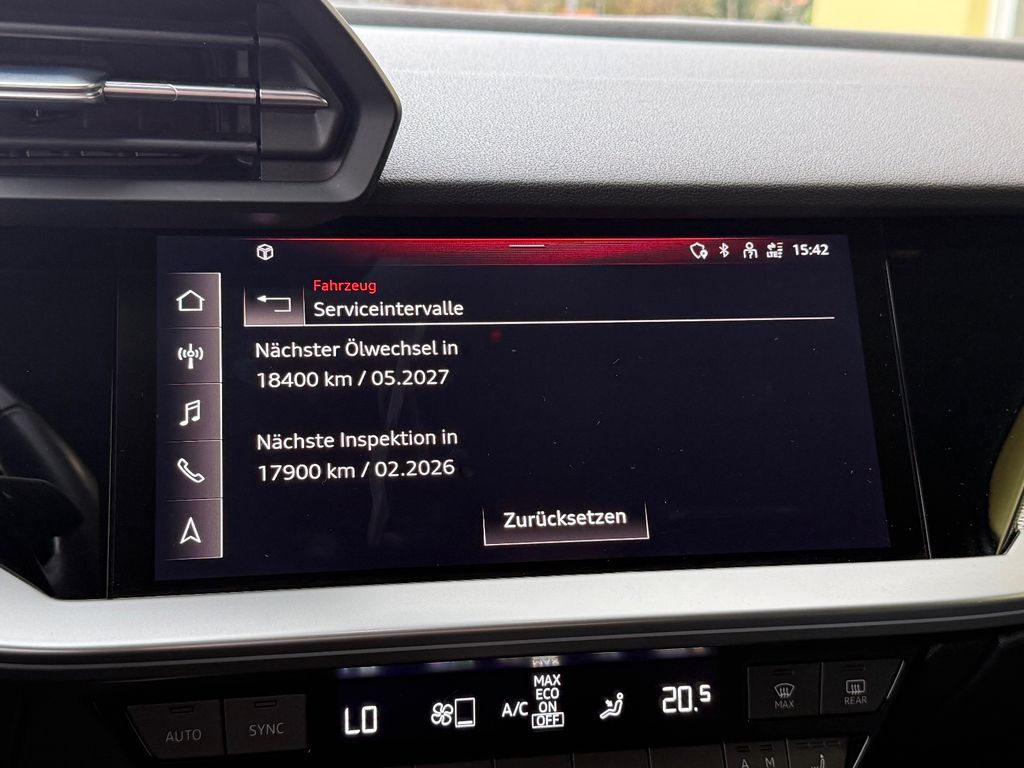 LTE
15:42
Fahrzeug
Serviceintervalle
Nächster Ölwechsel in
18400 km / 05.2027
Nächste Inspektion in
17900 km / 02.2026
Zurücksetzen
AUTO
SYNC
LO
A/C
MAX
ECO
ON
OFF
20.5
MAX
REAR
A M